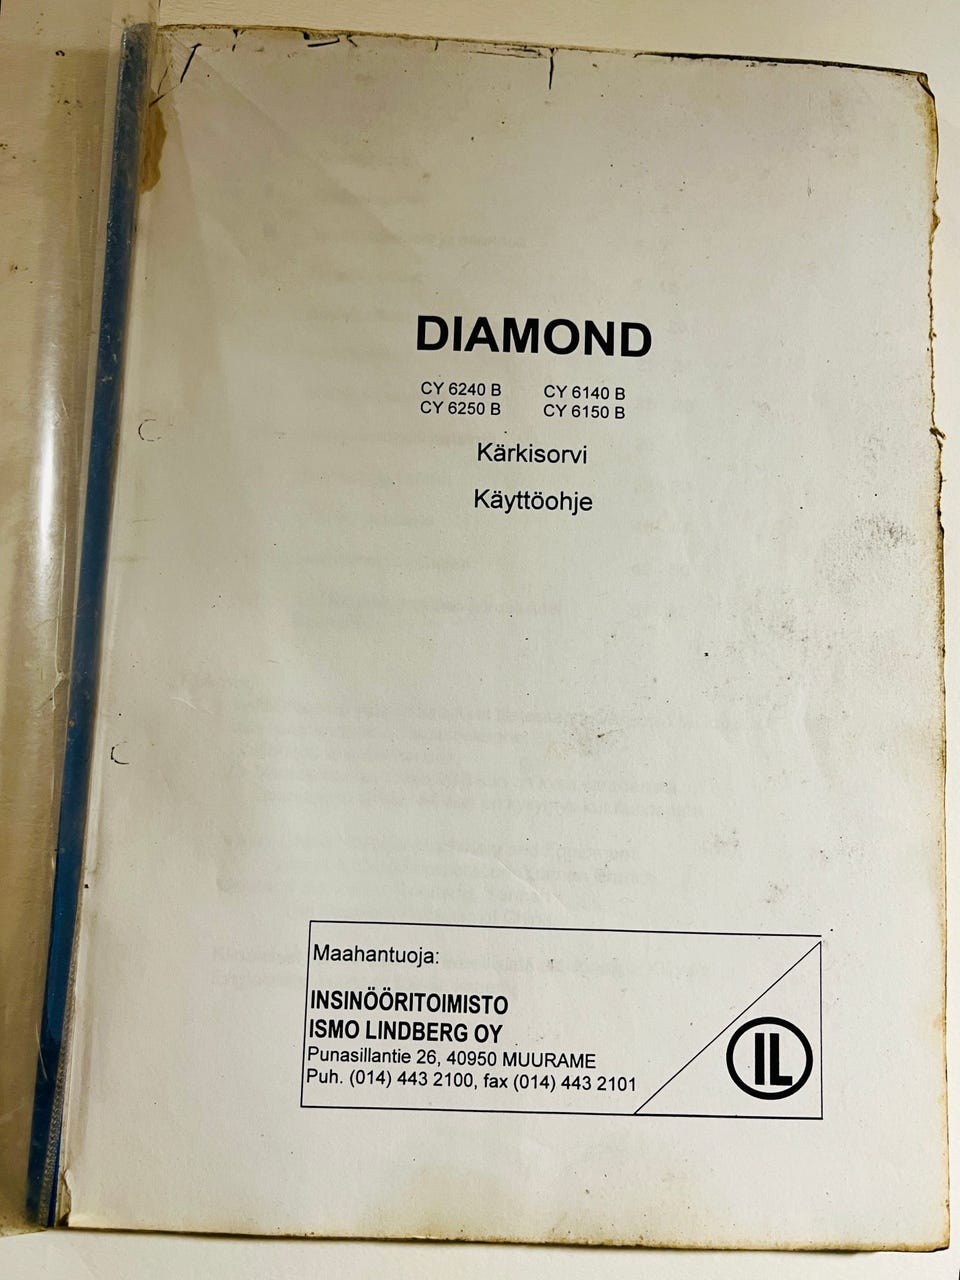 DIAMOND
CY 6240 B CY 6140 B
CY 6250 B CY 6150 B
Kärkisorvi
Käyttöohje
Maahantuoja:
INSINÖÖRITOIMISTO
ISMO LINDBERG OY
Punasillantie 26, 40950 MUURAME
Puh. (014) 443 2100, fax (014) 443 2101
IL